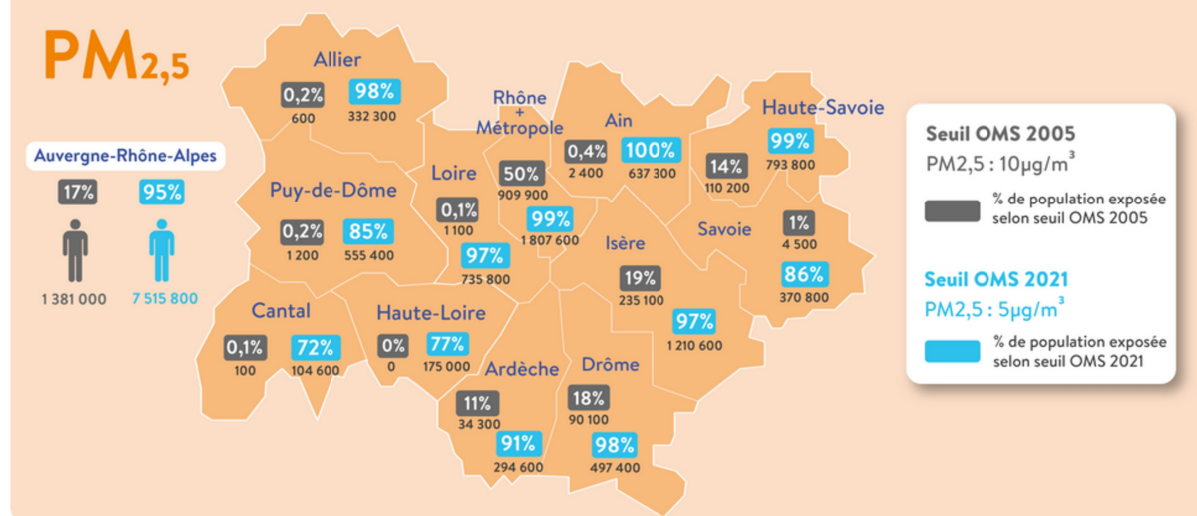 PM2,5
Auvergne-Rhône-Alpes
17%
95%
1 381 000
7 515 800
Allier
0,2%
98%
600
332 300
Rhône
+
Métropole
50%
909 900
99%
1 807 600
Ain
0,4%
100%
2 400
637 300
Haute-Savoie
99%
793 800
14%
110 200
Puy-de-Dôme
0,2%
85%
1 200
555 400
Loire
0,1%
1 100
97%
735 800
Isère
19%
235 100
97%
1 210 600
Savoie
1%
4 500
86%
370 800
Cantal
0,1%
72%
100
104 600
Haute-Loire
0%
77%
0
175 000
Ardèche
11%
34 300
91%
294 600
Drôme
18%
90 100
98%
497 400
Seuil OMS 2005
PM2,5 : 10µg/m³
% de population exposée
selon seuil OMS 2005
Seuil OMS 2021
PM2,5 : 5µg/m³
% de population exposée
selon seuil OMS 2021